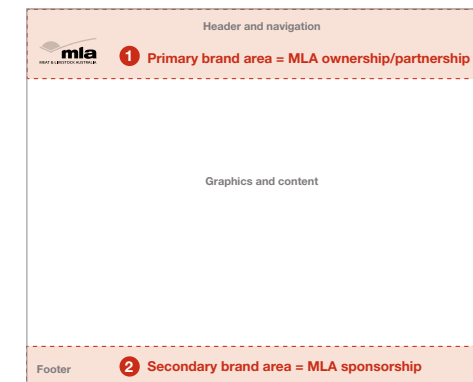 Header and navigation
mla
MEAT & LIVESTOCK AUSTRALIA
1 Primary brand area = MLA ownership/partnership
Graphics and content
Footer
2 Secondary brand area = MLA sponsorship